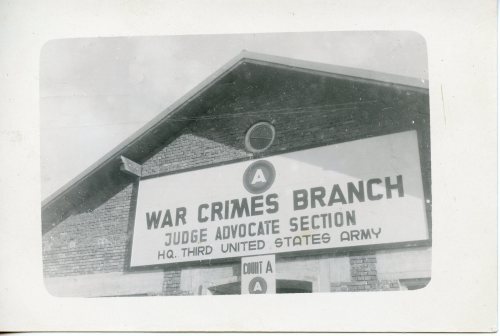 A
WAR CRIMES BRANCH
JUDGE ADVOCATE SECTION
HQ. THIRD UNITED STATES ARMY
COURT A
A